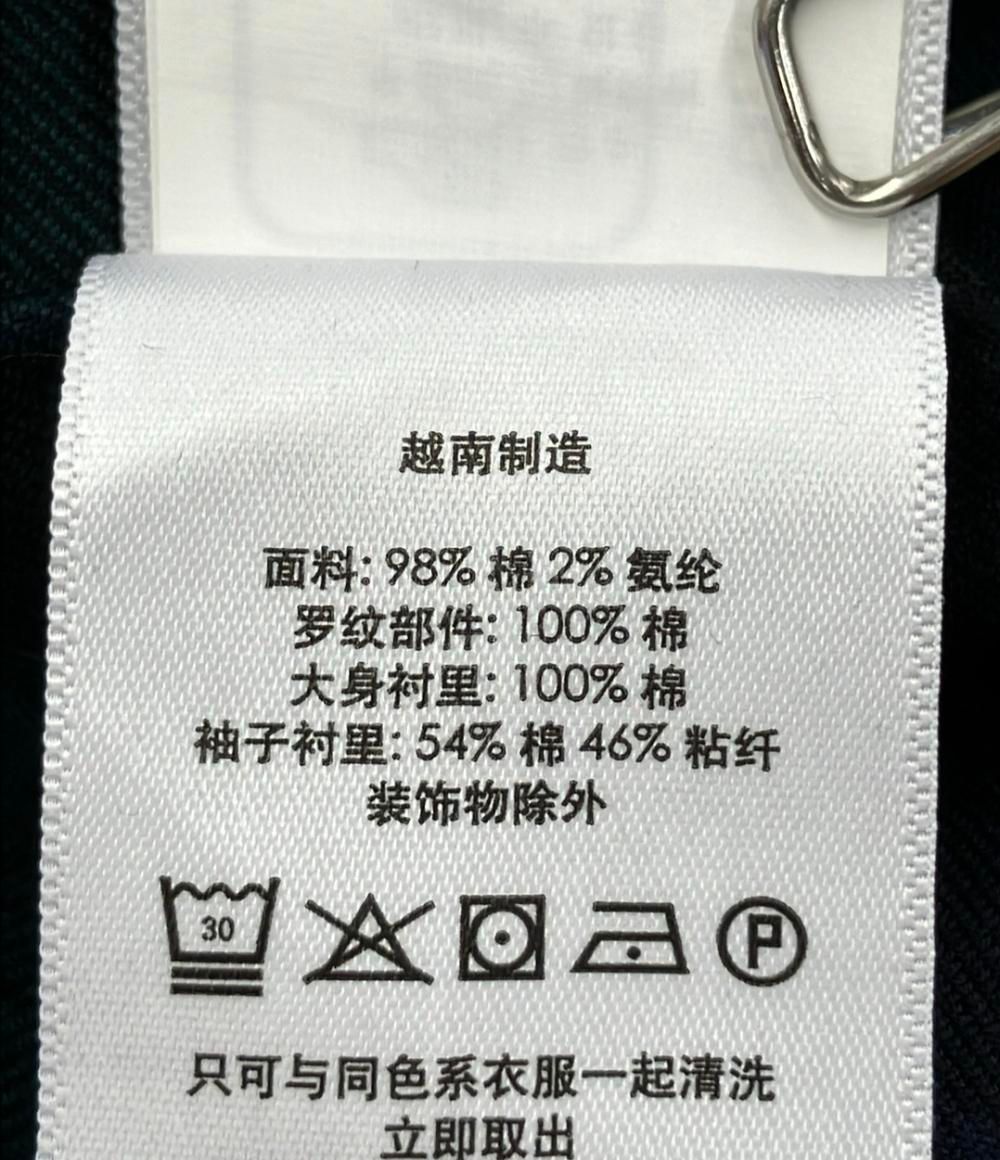 越南制造
面料: 98% 棉 2% 氨纶
罗纹部件: 100% 棉
大身衬里: 100% 棉
袖子衬里: 54% 棉 46% 粘纤
装饰物除外
30 P
只可与同色系衣服一起清洗
立即取出